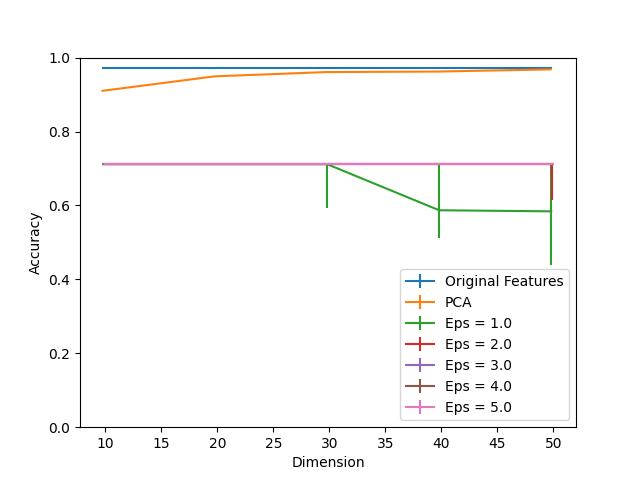 1.0
0.8
0.6
0.4
0.2
0.0
Accuracy
Original Features
PCA
Eps = 1.0
Eps = 2.0
Eps = 3.0
Eps = 4.0
Eps = 5.0
10 15 20 25 30 35 40 45 50
Dimension